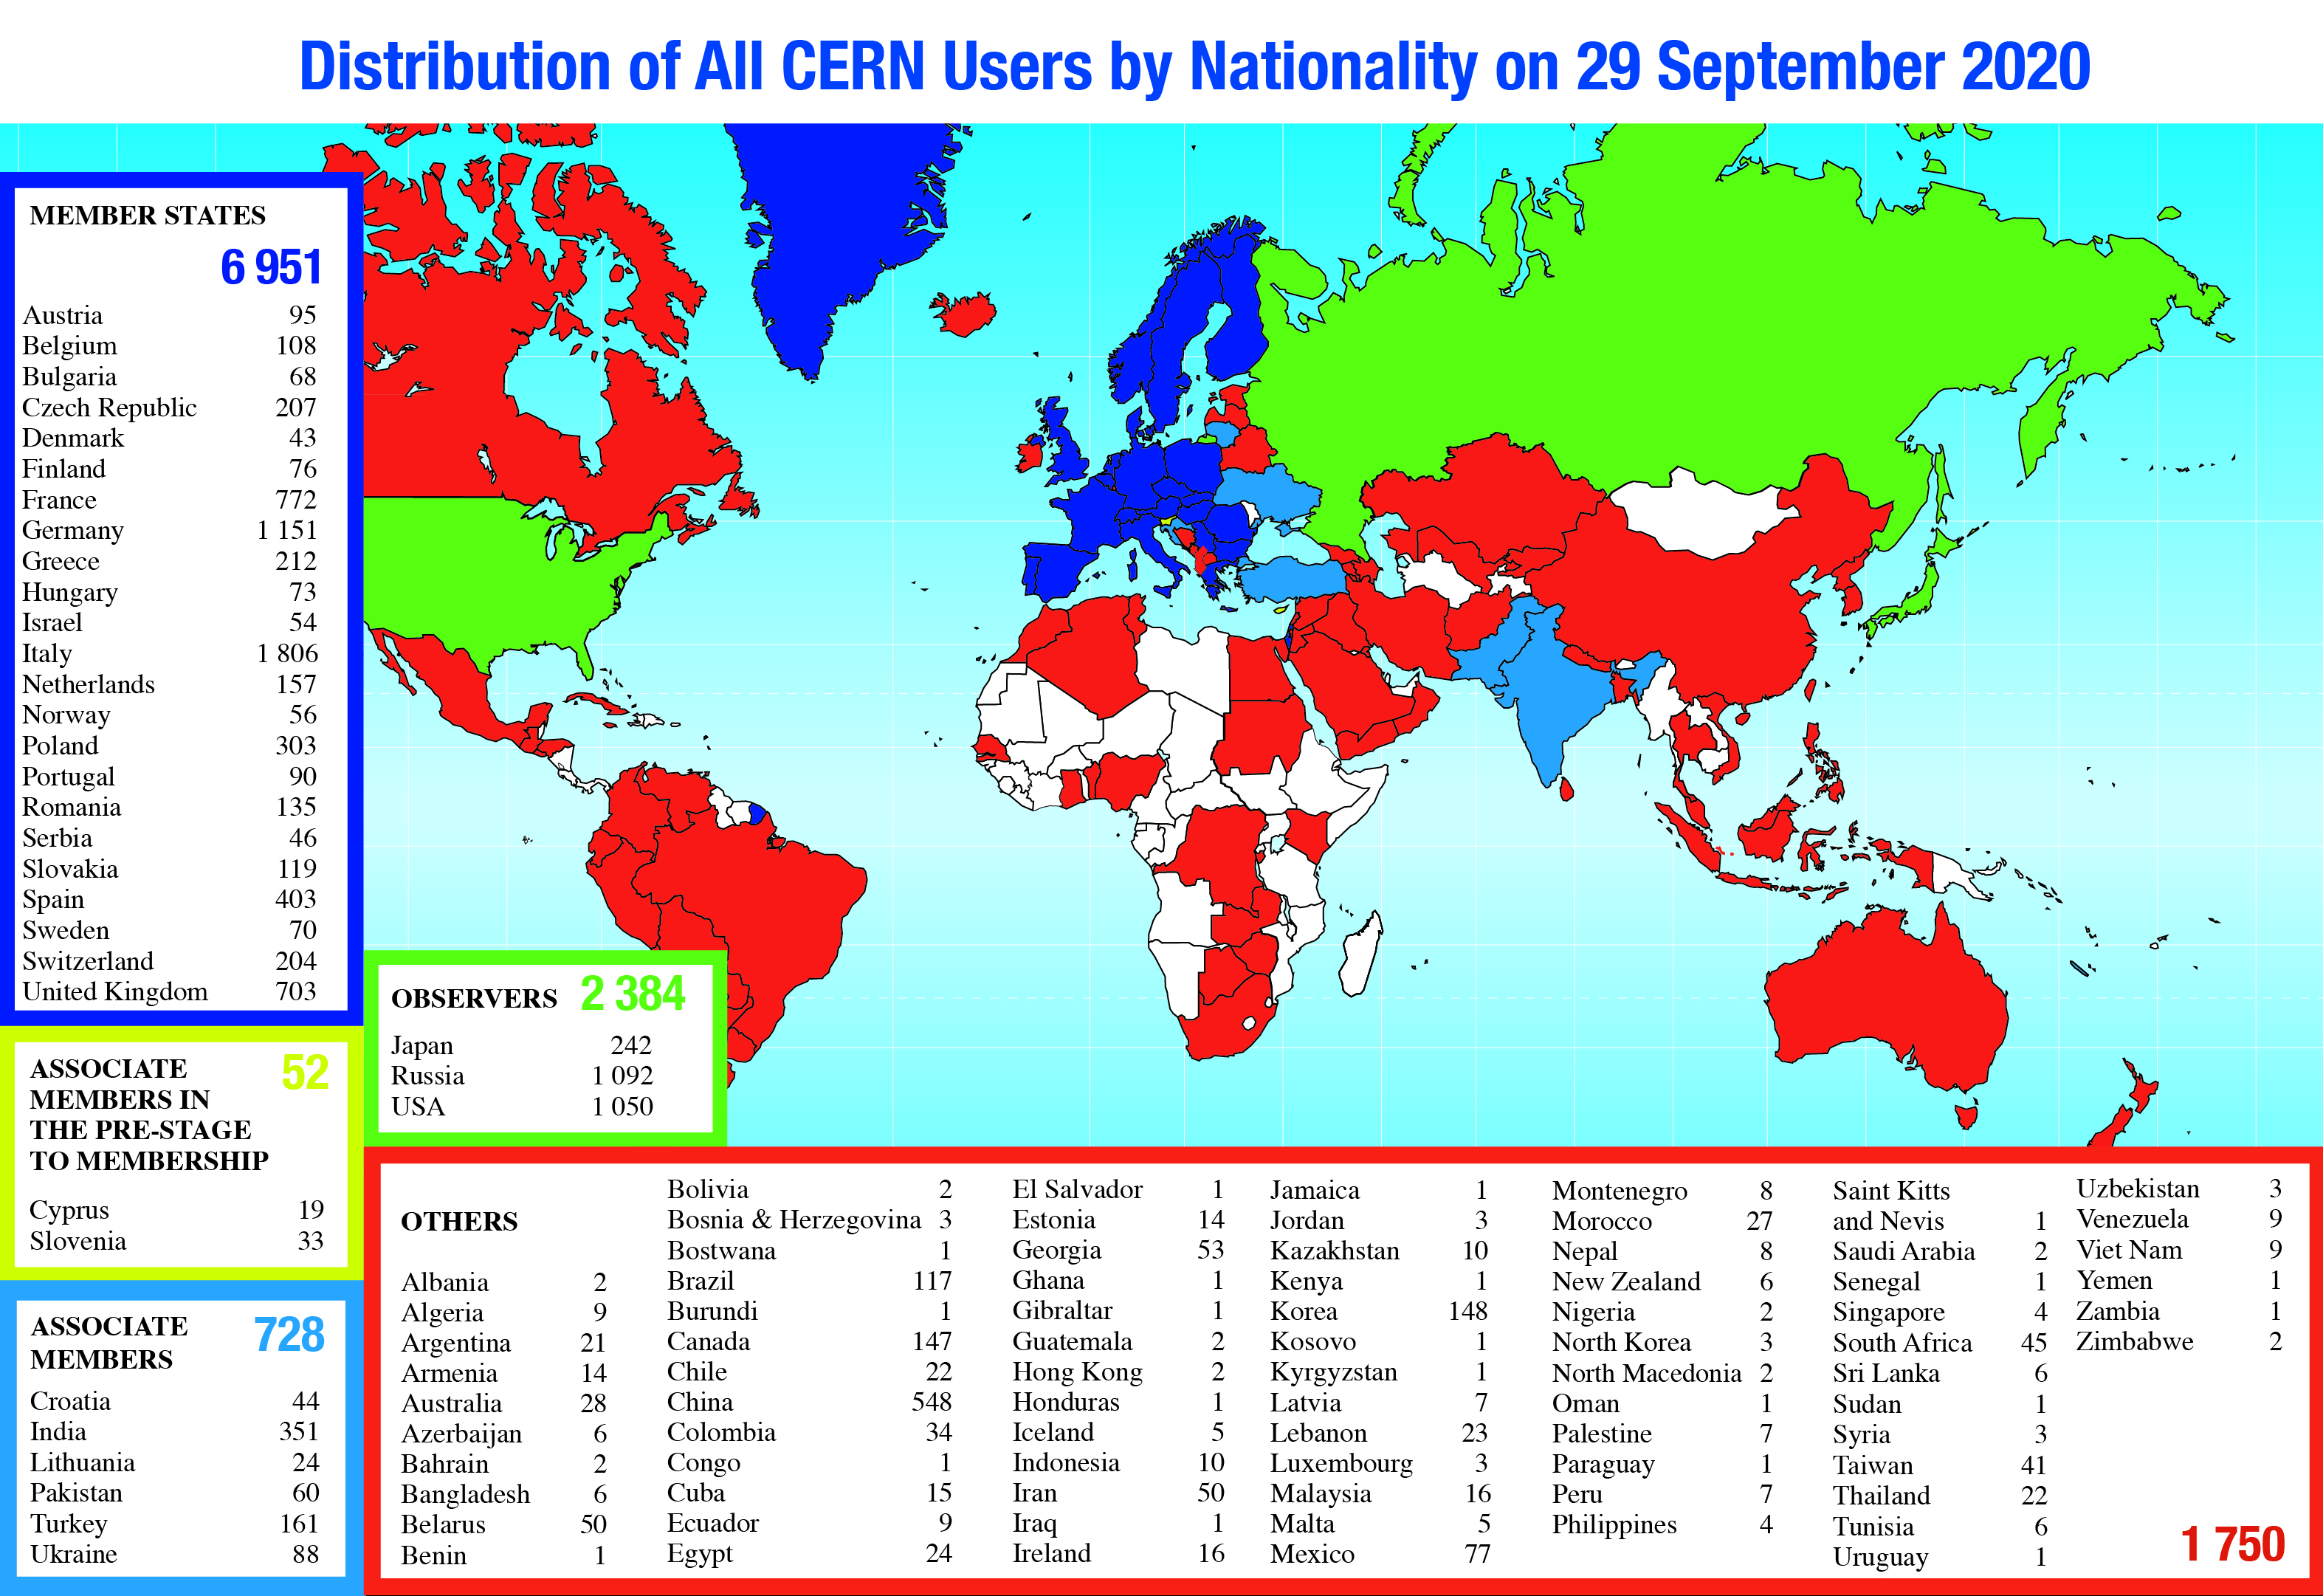 Distribution of All CERN Users by Nationality on 29 September 2020
MEMBER STATES
6 951
Austria 95
Belgium 108
Bulgaria 68
Czech Republic 207
Denmark 43
Finland 76
France 772
Germany 1 151
Greece 212
Hungary 73
Israel 54
Italy 1 806
Netherlands 157
Norway 56
Poland 303
Portugal 90
Romania 135
Serbia 46
Slovakia 119
Spain 403
Sweden 70
Switzerland 204
United Kingdom 703
OBSERVERS 2 384
Japan 242
Russia 1 092
USA 1 050
ASSOCIATE 52
MEMBERS IN
THE PRE-STAGE
TO MEMBERSHIP
Cyprus 19
Slovenia 33
ASSOCIATE 728
MEMBERS
Croatia 44
India 351
Lithuania 24
Pakistan 60
Turkey 161
Ukraine 88
OTHERS
Albania 2
Algeria 9
Argentina 21
Armenia 14
Australia 28
Azerbaijan 6
Bahrain 2
Bangladesh 6
Belarus 50
Benin 1
Bolivia 2
Bosnia & Herzegovina 3
Bostwana 1
Brazil 117
Burundi 1
Canada 147
Chile 22
China 548
Colombia 34
Congo 1
Cuba 15
Ecuador 9
Egypt 24
El Salvador 1
Estonia 14
Georgia 53
Ghana 1
Gibraltar 1
Guatemala 2
Hong Kong 2
Honduras 1
Iceland 5
Indonesia 10
Iran 50
Iraq 1
Ireland 16
Jamaica 1
Jordan 3
Kazakhstan 10
Kenya 1
Korea 148
Kosovo 1
Kyrgyzstan 1
Latvia 7
Lebanon 23
Luxembourg 3
Malaysia 16
Malta 5
Mexico 77
Montenegro 8
Morocco 27
Nepal 8
New Zealand 6
Nigeria 2
North Korea 3
North Macedonia 2
Oman 1
Palestine 7
Paraguay 1
Peru 7
Philippines 4
Saint Kitts
and Nevis 1
Saudi Arabia 2
Senegal 1
Singapore 4
South Africa 45
Sri Lanka 6
Sudan 1
Syria 3
Taiwan 41
Thailand 22
Tunisia 6
Uruguay 1
Uzbekistan 3
Venezuela 9
Viet Nam 9
Yemen 1
Zambia 1
Zimbabwe 2
1 750